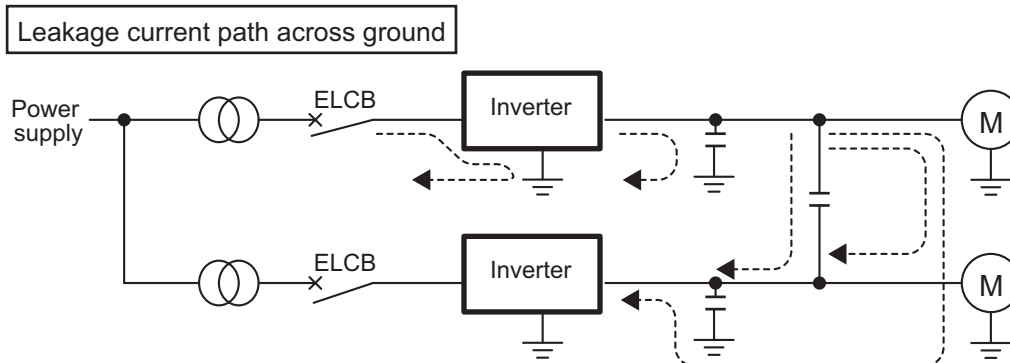 Leakage current path across ground
Power
supply
ELCB
Inverter
M
ELCB
Inverter
M